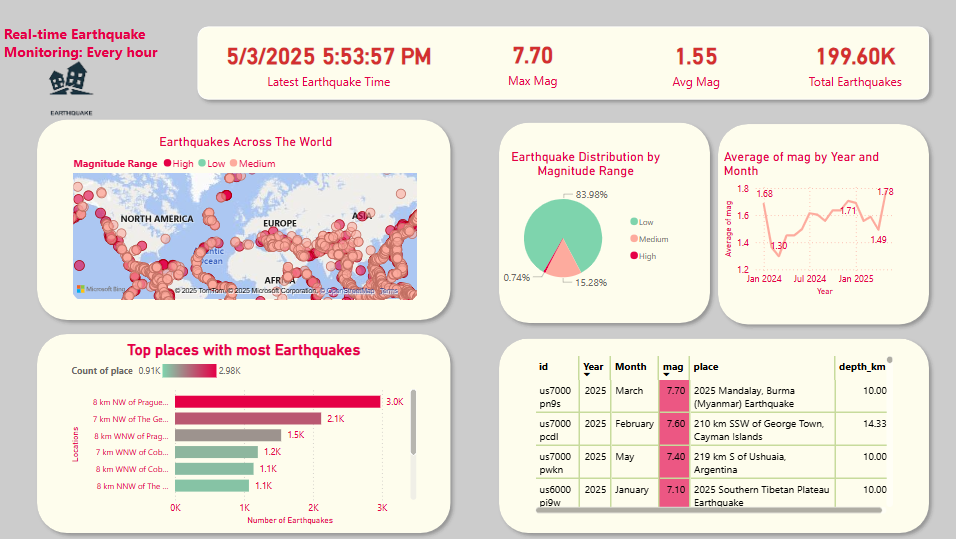 Real-time Earthquake
Monitoring: Every hour
EARTHQUAKE
5/3/2025 5:53:57 PM
Latest Earthquake Time
7.70
Max Mag
1.55
Avg Mag
199.60K
Total Earthquakes
Earthquakes Across The World
Magnitude Range High Low Medium
NORTH AMERICA
EUROPE
ASIA
ntic
cean
AFRICA
Microsoft Bing
© 2025 TomTom, © 2025 Microsoft Corporation, © OpenStreetMap Terms
Earthquake Distribution by
Magnitude Range
83.98%
0.74%
15.28%
Low
Medium
High
Average of mag by Year and
Month
Average of mag
1.8
1.6
1.4
1.2
1.68
1.30
1.71
1.49
1.78
Jan 2024 Jul 2024 Jan 2025
Year
Top places with most Earthquakes
Count of place 0.91K 2.98K
Locations
8 km NW of Prague... 3.0K
7 km NW of The Ge... 2.1K
8 km WNW of Prag... 1.5K
7 km WNW of Cob... 1.2K
8 km WNW of Cob... 1.1K
8 km NNW of The ... 1.1K
0K 1K 2K 3K
Number of Earthquakes
id Year Month mag place depth_km
us7000 2025 March 7.70 2025 Mandalay, Burma 10.00
pn9s (Myanmar) Earthquake
us7000 2025 February 7.60 210 km SSW of George Town, 14.33
pcdl Cayman Islands
us7000 2025 May 7.40 219 km S of Ushuaia, 10.00
pwkn Argentina
us6000 2025 January 7.10 2025 Southern Tibetan Plateau 10.00
pi9w Earthquake